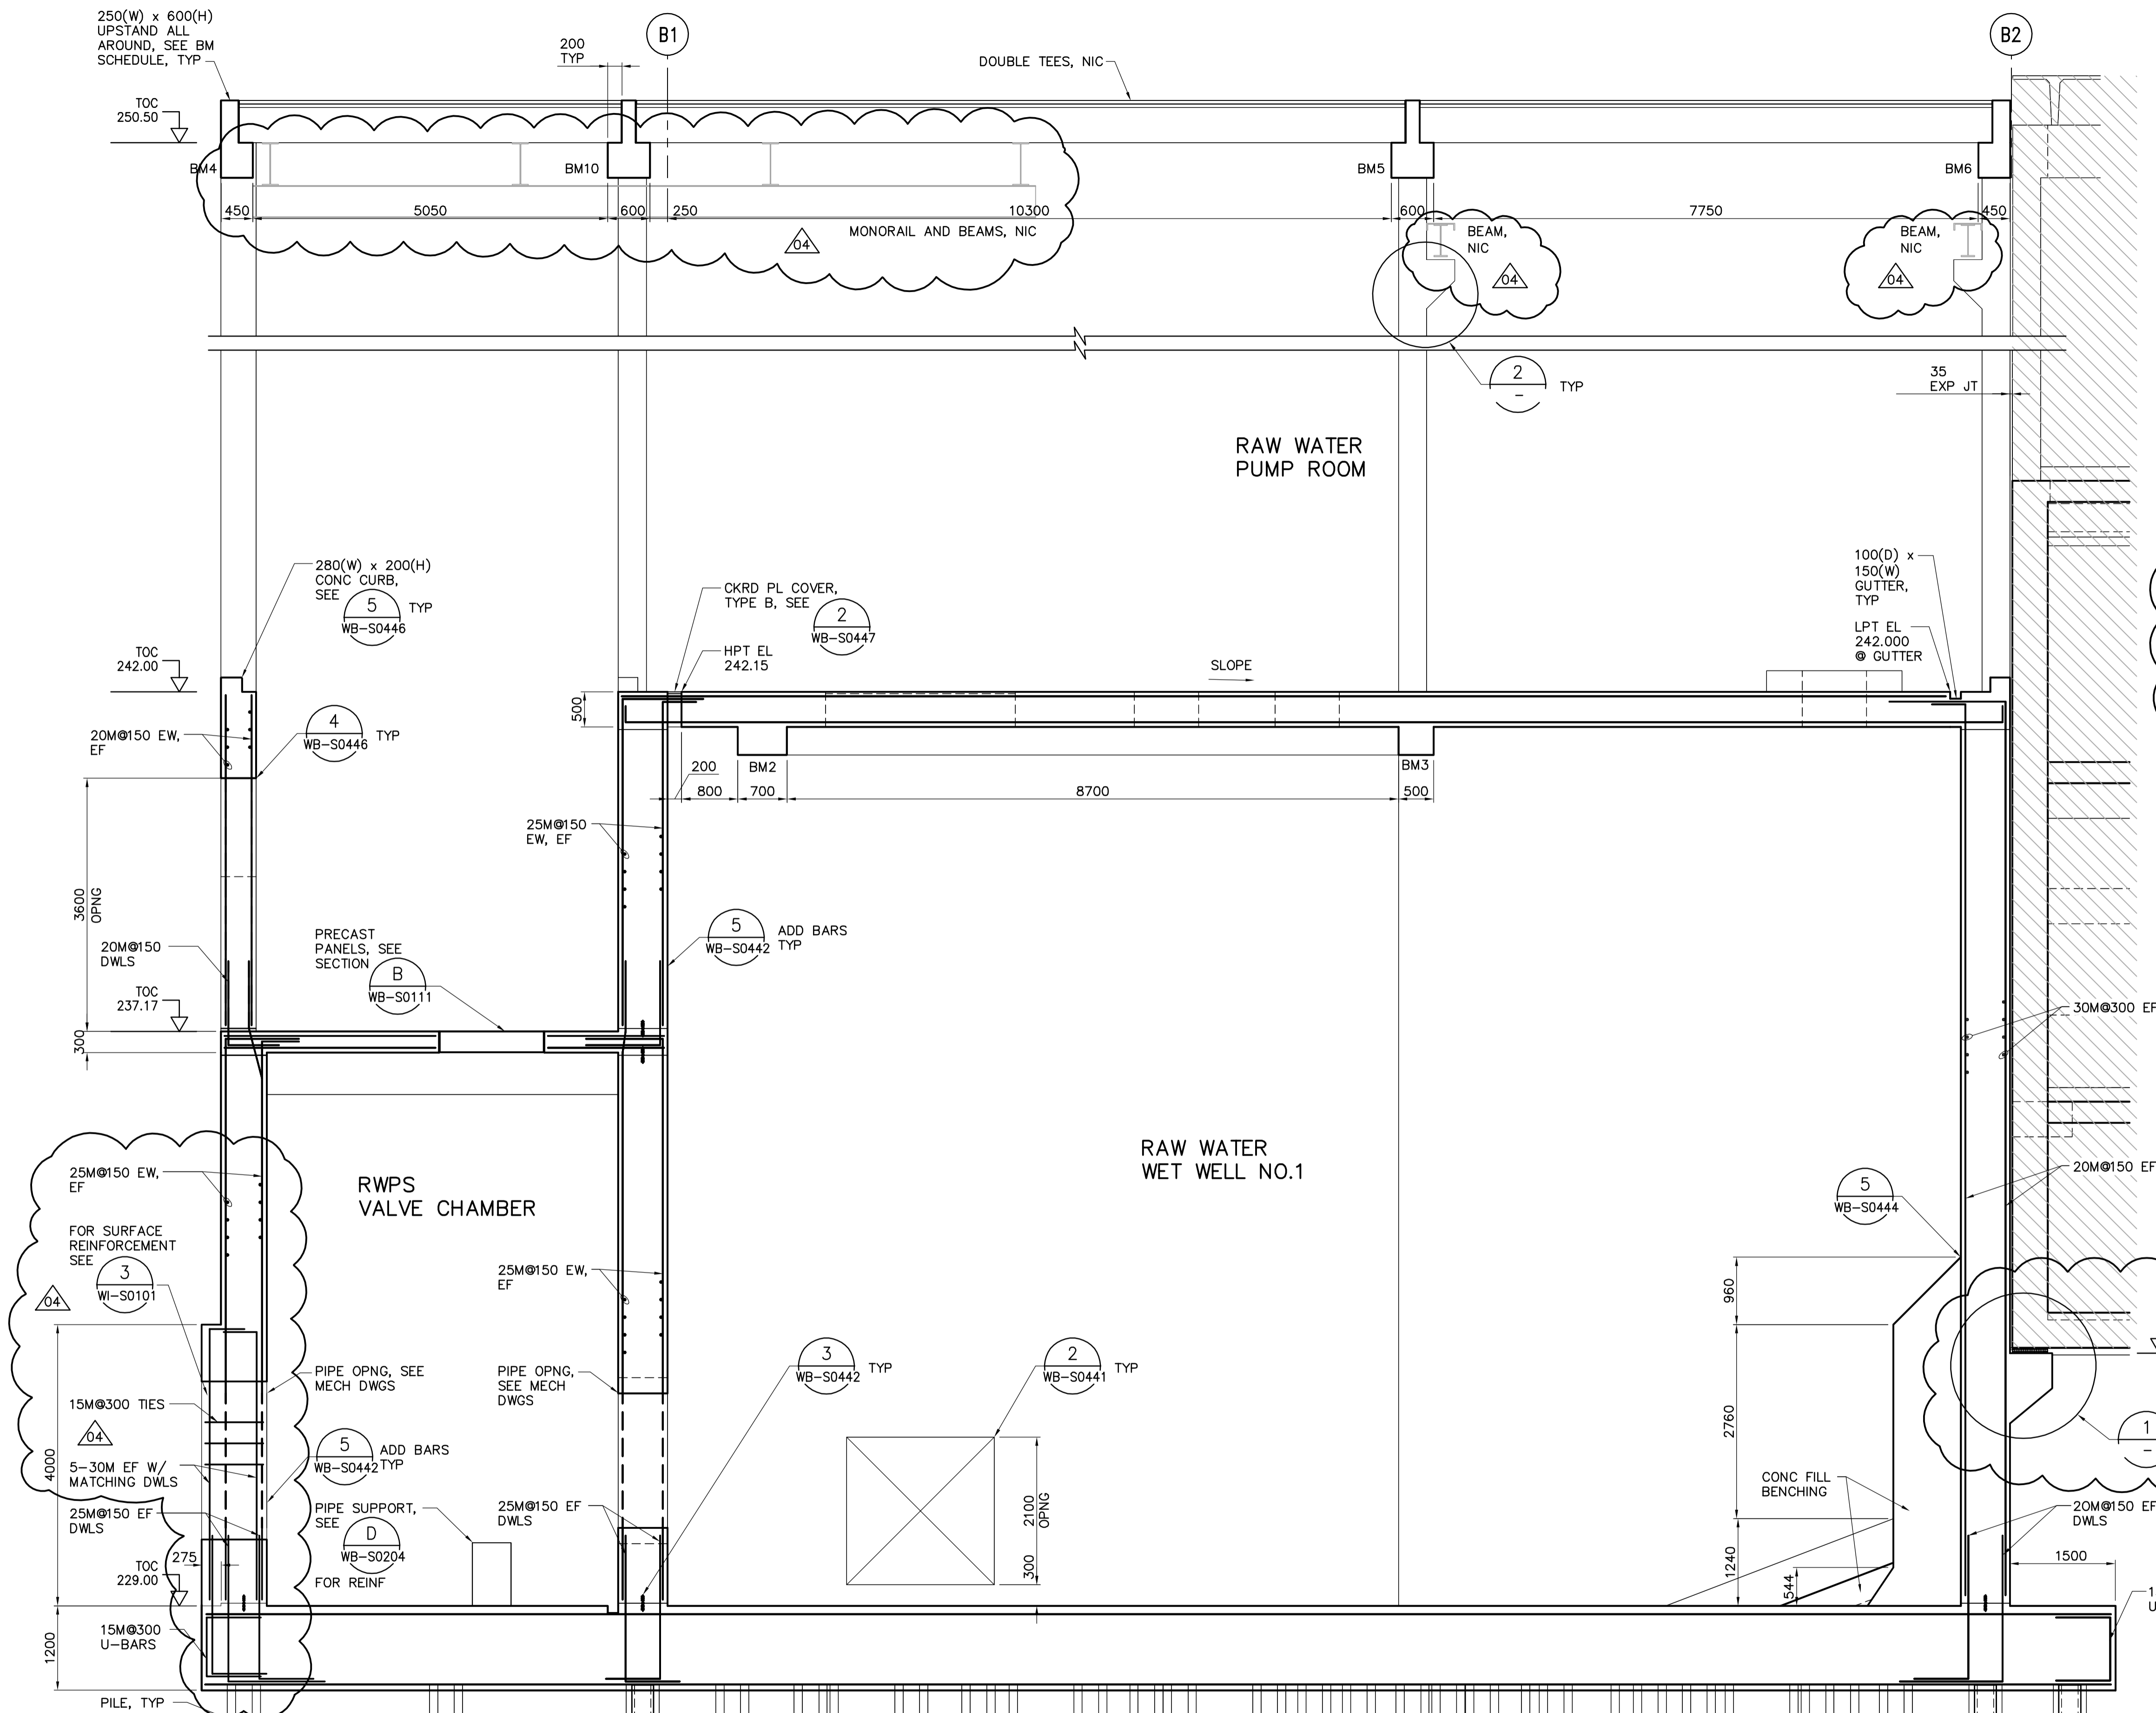 250(W) x 600(H)
UPSTAND ALL
AROUND, SEE BM
SCHEDULE, TYP
200
TYP
B1
DOUBLE TEES, NIC
B2
TOC
250.50
BM4
BM10
BM5
BM6
450
5050
600
250
10300
600
7750
450
MONORAIL AND BEAMS, NIC
04
BEAM,
NIC
04
BEAM,
NIC
04
2
-
TYP
35
EXP JT
RAW WATER
PUMP ROOM
280(W) x 200(H)
CONC CURB,
SEE
5
WB-S0446
TYP
CKRD PL COVER,
TYPE B, SEE
2
WB-S0447
100(D) x
150(W)
GUTTER,
TYP
TOC
242.00
HPT EL
242.15
SLOPE
LPT EL
242.000
@ GUTTER
500
20M@150 EW,
EF
4
WB-S0446
TYP
200
BM2
BM3
800
700
8700
500
25M@150
EW, EF
3600
OPNG
20M@150
DWLS
PRECAST
PANELS, SEE
SECTION
B
WB-S0111
5
WB-S0442
ADD BARS
TYP
TOC
237.17
300
30M@300 EF
25M@150 EW,
EF
RWPS
VALVE CHAMBER
RAW WATER
WET WELL NO.1
20M@150 EF
5
WB-S0444
FOR SURFACE
REINFORCEMENT
SEE
3
WI-S0101
04
25M@150 EW,
EF
960
PIPE OPNG, SEE
MECH DWGS
PIPE OPNG,
SEE MECH
DWGS
3
WB-S0442
TYP
2
WB-S0441
TYP
15M@300 TIES
04
2760
1
-
4000
5
WB-S0442
ADD BARS
TYP
5-30M EF W/
MATCHING DWLS
CONC FILL
BENCHING
25M@150 EF
DWLS
PIPE SUPPORT,
SEE
D
WB-S0204
FOR REINF
25M@150 EF
DWLS
2100
OPNG
300
20M@150 EF
DWLS
275
TOC
229.00
1240
544
1500
1200
15M@300
U-BARS
1
U
PILE, TYP